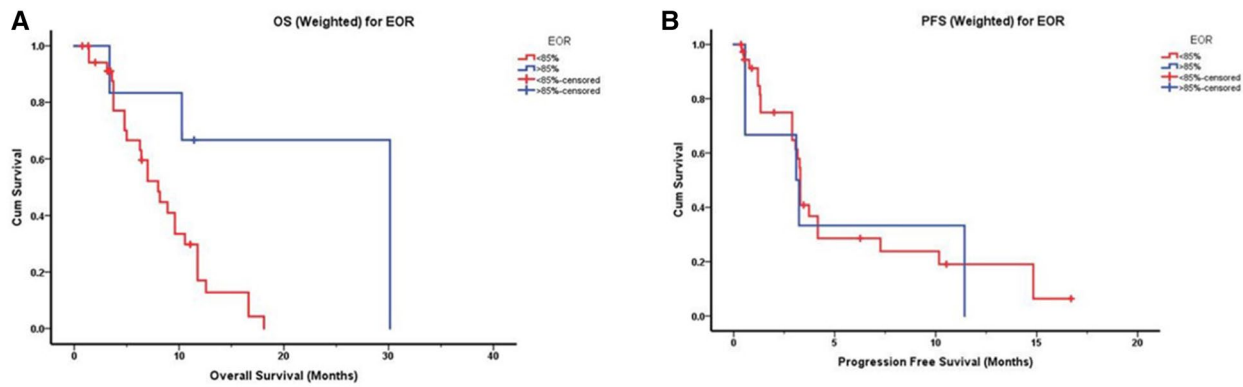 A
OS (Weighted) for EOR
EOR
<85%
>85%
<85%-censored
>85%-censored
Cum Survival
1.0
0.8
0.6
0.4
0.2
0.0
0 10 20 30 40
Overall Survival (Months)
B
PFS (Weighted) for EOR
EOR
<85%
>85%
<85%-censored
>85%-censored
Cum Survival
1.0
0.8
0.6
0.4
0.2
0.0
0 5 10 15 20
Progression Free Suvival (Months)